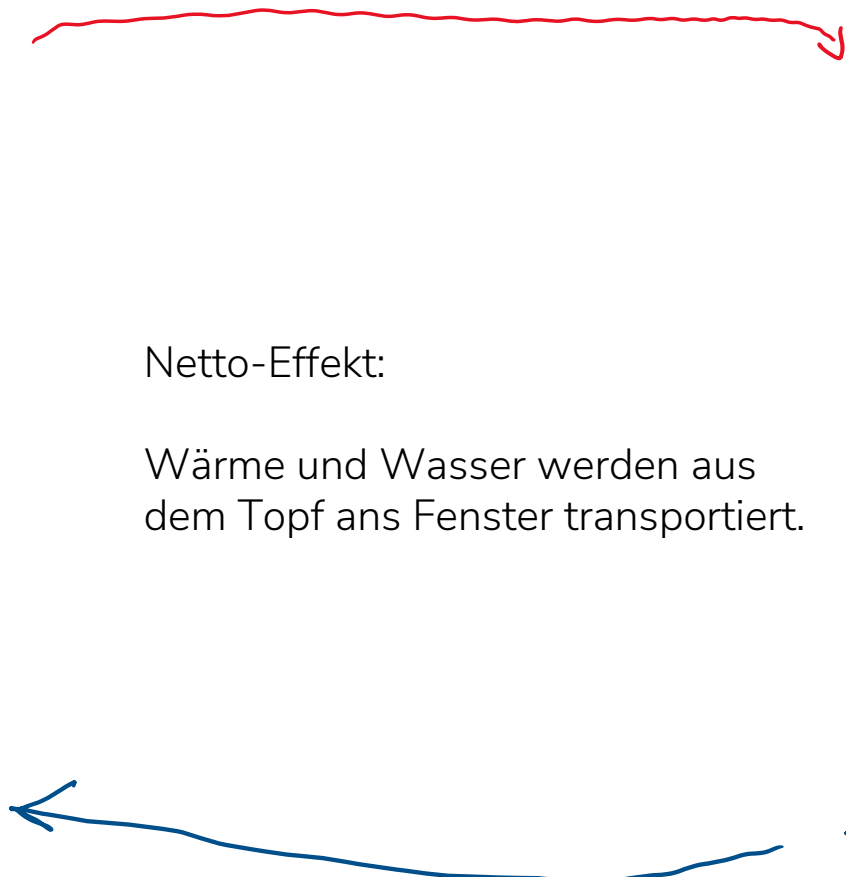 Netto-Effekt:
Wärme und Wasser werden aus
dem Topf ans Fenster transportiert.